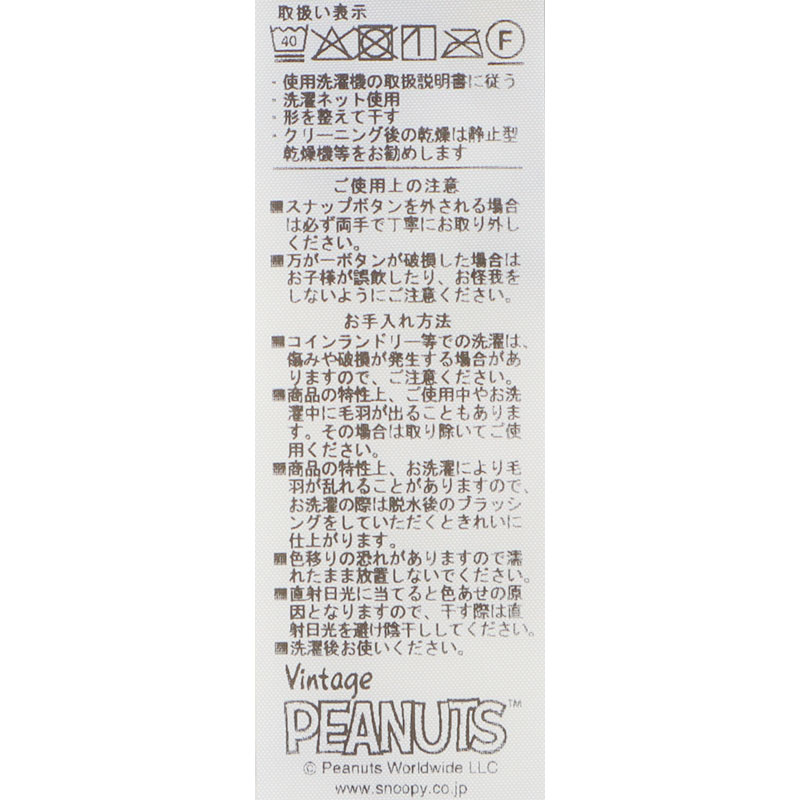 取扱い表示
40 F
・使用洗濯機の取扱説明書に従う
・洗濯ネット使用
・形を整えて干す
・クリーニング後の乾燥は静止型
乾燥機等をお勧めします
ご使用上の注意
■スナップボタンを外される場合
は必ず両手で丁寧にお取り外し
ください。
■万が一ボタンが破損した場合は
お子様が誤飲したり、お怪我を
しないようにご注意ください。
お手入れ方法
■コインランドリー等での洗濯は、
傷みや破損が発生する場合があ
りますので、ご注意ください。
■商品の特性上、ご使用中やお洗
濯中に毛羽が出ることもありま
す。その場合は取り除いてご使
用ください。
■商品の特性上、お洗濯により毛
羽が乱れることがありますので、
お洗濯の際は脱水後のブラッシ
ングをしていただくときれいに
仕上がります。
■色移りの恐れがありますので濡
れたまま放置しないでください。
■直射日光に当てると色あせの原
因となりますので、干す際は直
射日光を避け陰干ししてください。
■洗濯後お使いください。
Vintage
PEANUTS™
© Peanuts Worldwide LLC
www.snoopy.co.jp